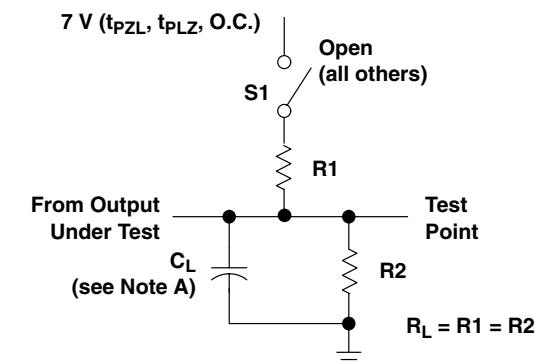 7 V (tPZL, tPLZ, O.C.)
Open
(all others)
S1
R1
From Output
Under Test
Test
Point
CL
(see Note A)
R2
RL = R1 = R2